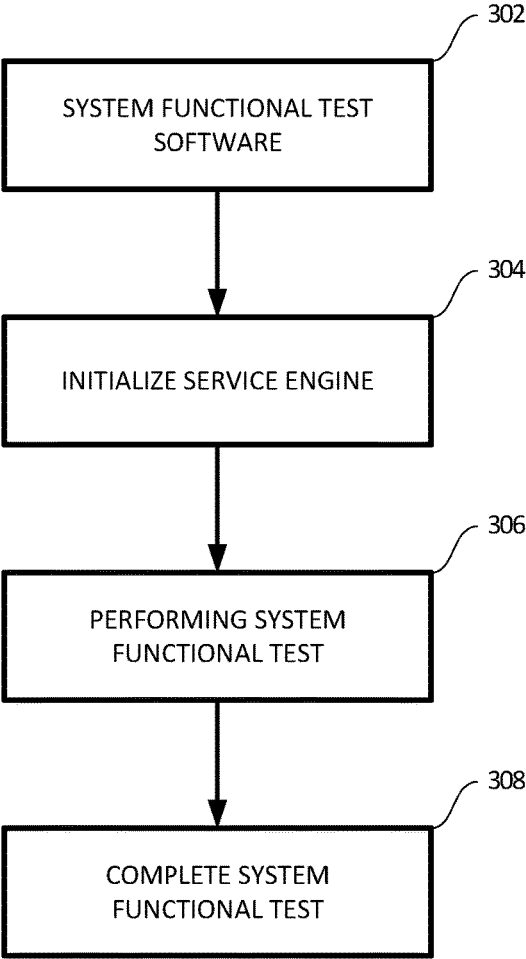 302
SYSTEM FUNCTIONAL TEST
SOFTWARE
304
INITIALIZE SERVICE ENGINE
306
PERFORMING SYSTEM
FUNCTIONAL TEST
308
COMPLETE SYSTEM
FUNCTIONAL TEST